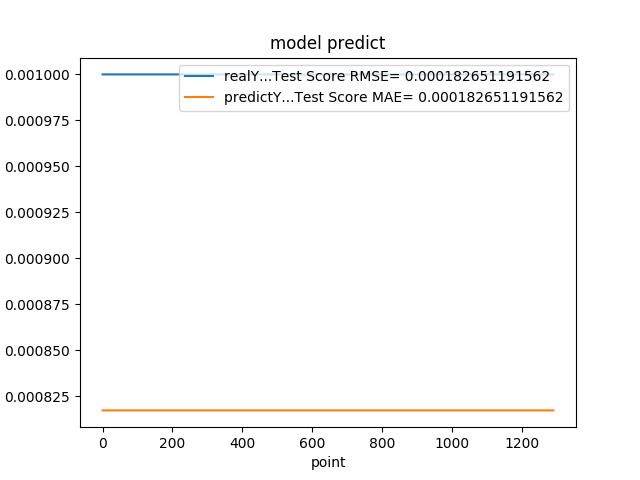 model predict
realY...Test Score RMSE= 0.000182651191562
predictY...Test Score MAE= 0.000182651191562
0.001000
0.000975
0.000950
0.000925
0.000900
0.000875
0.000850
0.000825
0 200 400 600 800 1000 1200
point